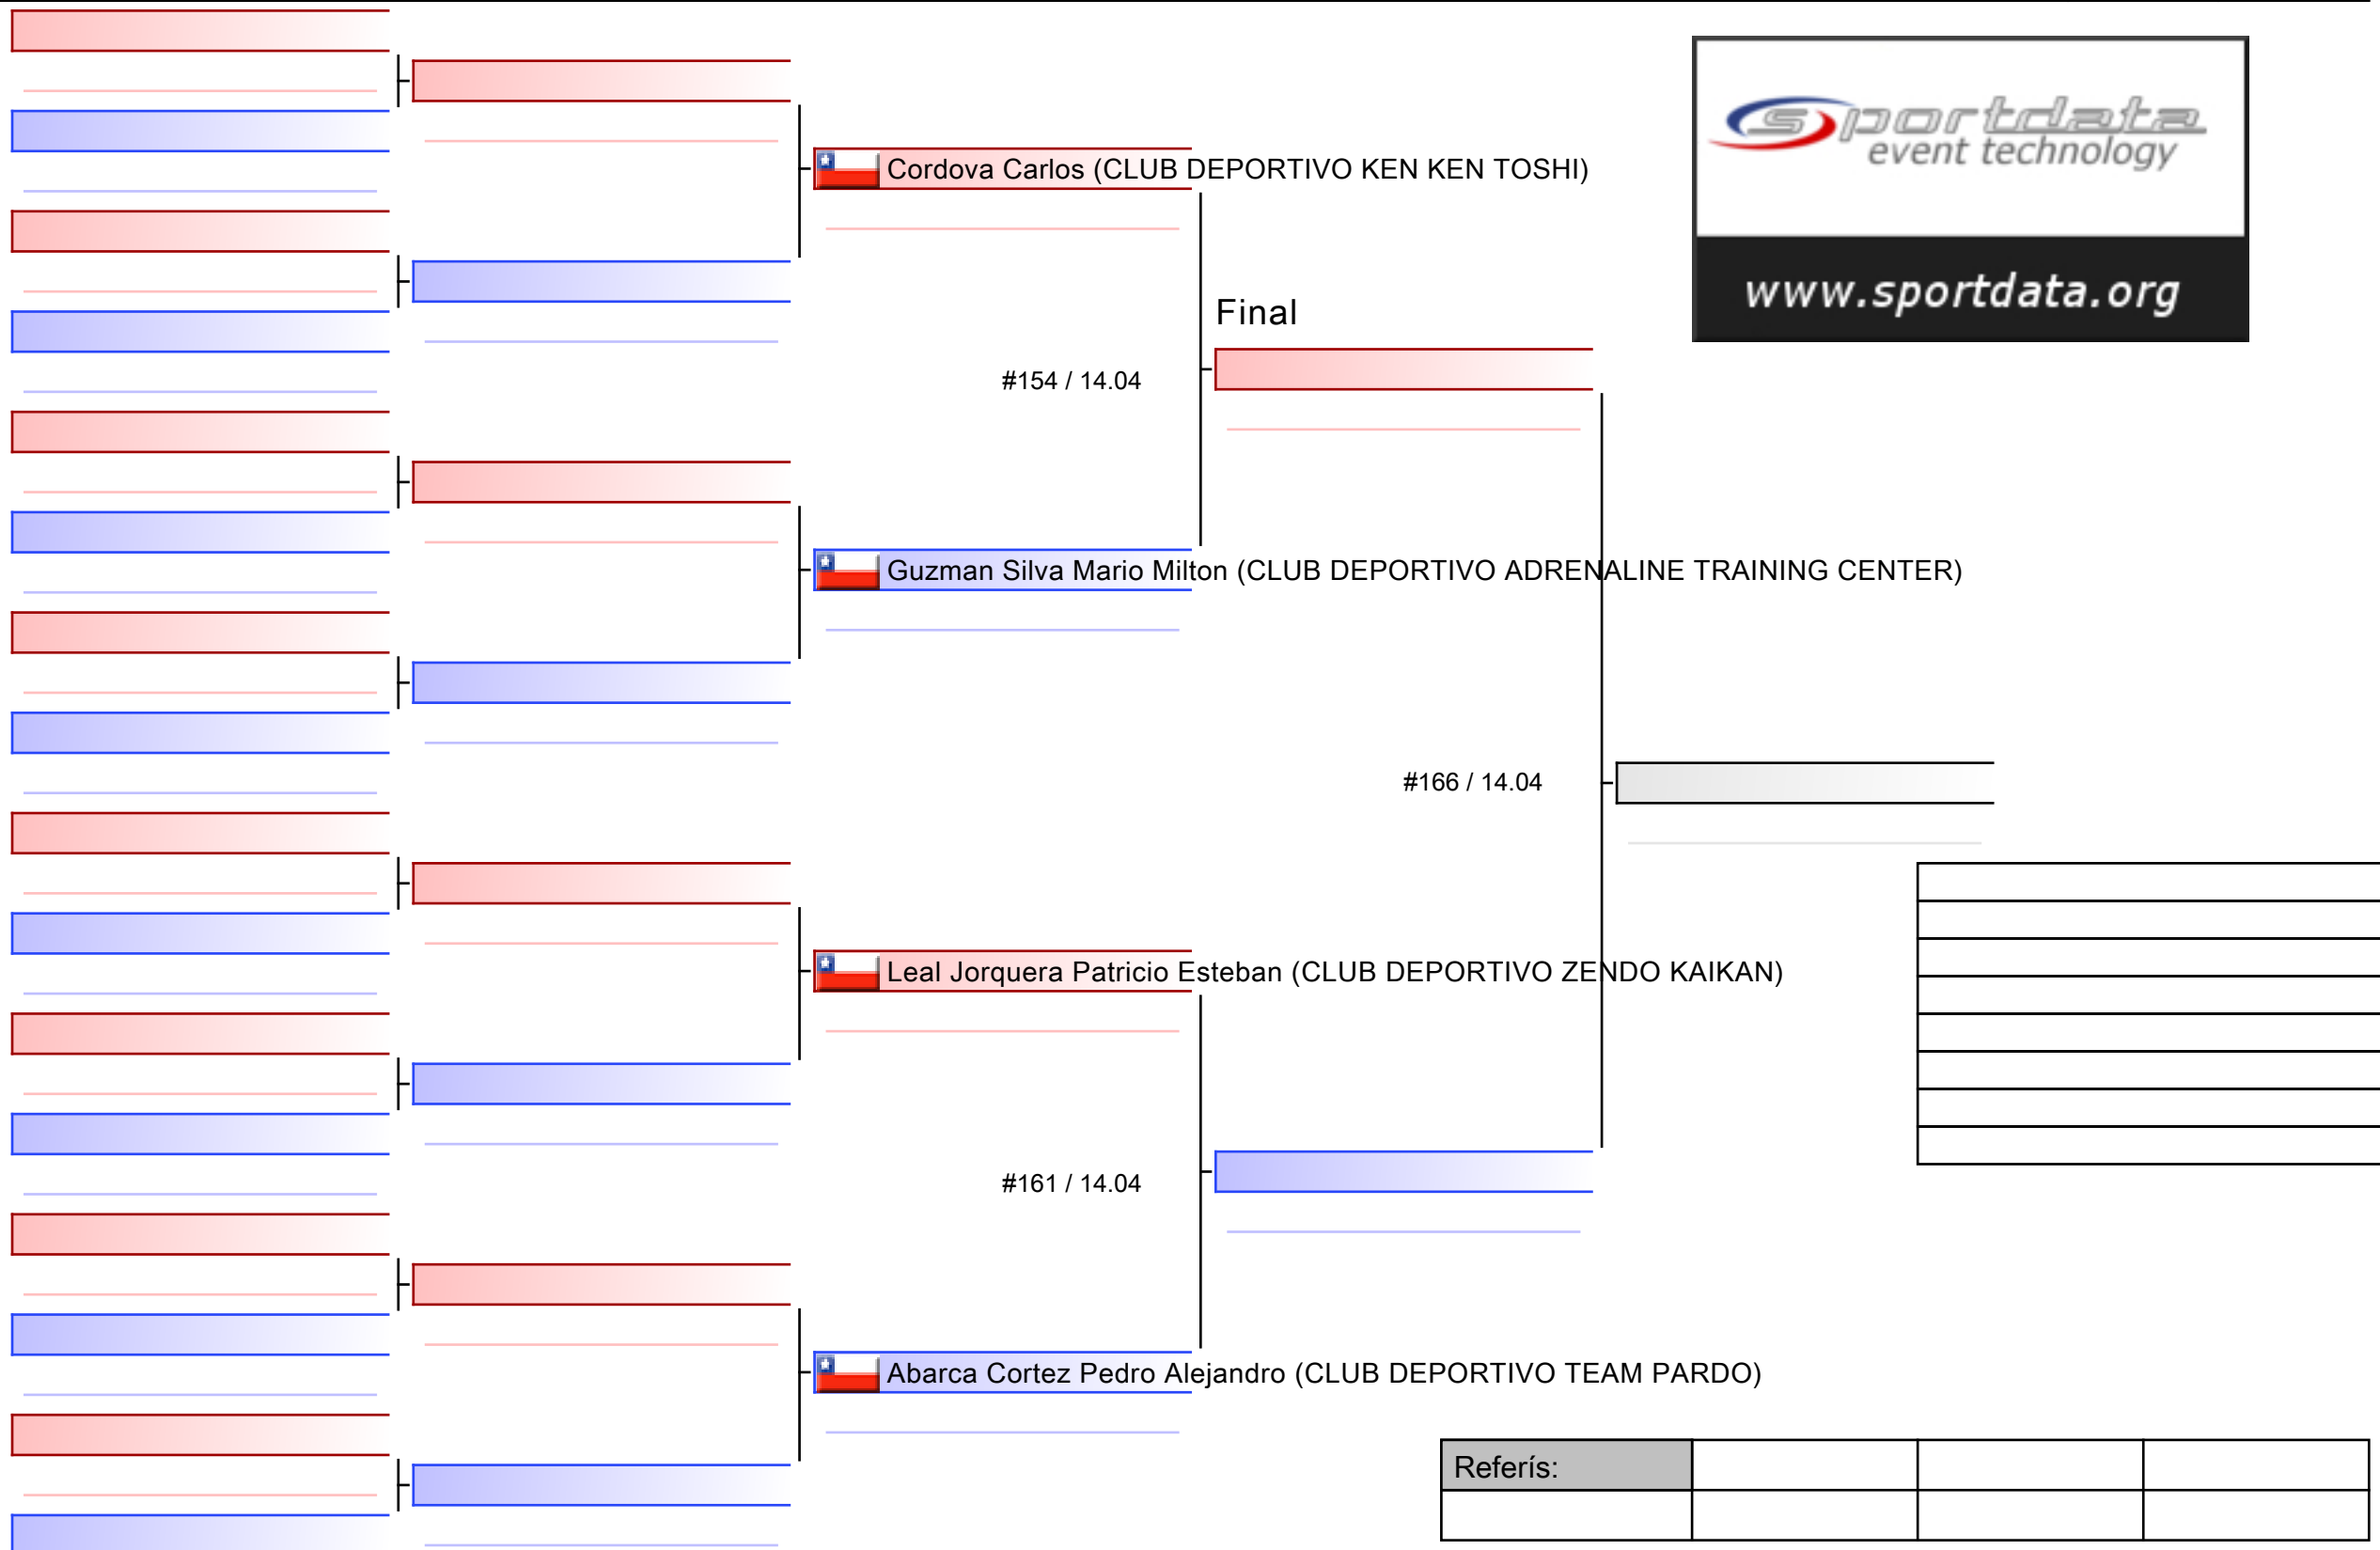 sportdata
event technology
www.sportdata.org
Cordova Carlos (CLUB DEPORTIVO KEN KEN TOSHI)
Final
#154 / 14.04
Guzman Silva Mario Milton (CLUB DEPORTIVO ADRENALINE TRAINING CENTER)
#166 / 14.04
Leal Jorquera Patricio Esteban (CLUB DEPORTIVO ZENDO KAIKAN)
#161 / 14.04
Abarca Cortez Pedro Alejandro (CLUB DEPORTIVO TEAM PARDO)
Referís: